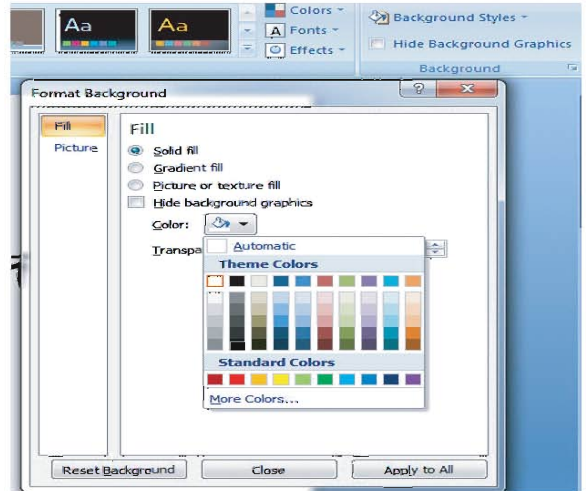 Aa
Aa
Colors
Fonts
Effects
Background Styles
Hide Background Graphics
Background
Format Background
Fill
Picture
Fill
Solid fill
Gradient fill
Picture or texture fill
Hide background graphics
Color:
Transpa
Automatic
Theme Colors
Standard Colors
More Colors...
Reset Background
Close
Apply to All